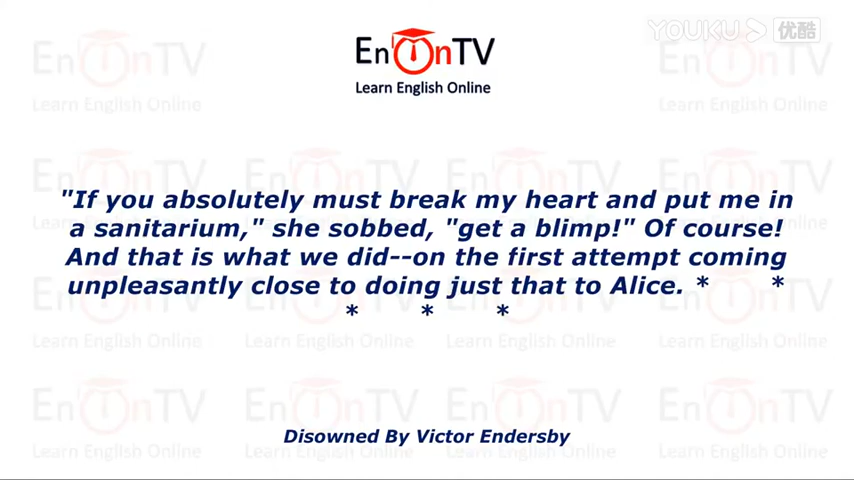 YOUKU 优酷
EnOnTV
Learn English Online
"If you absolutely must break my heart and put me in
a sanitarium," she sobbed, "get a blimp!" Of course!
And that is what we did--on the first attempt coming
unpleasantly close to doing just that to Alice. * *
* * *
Disowned By Victor Endersby